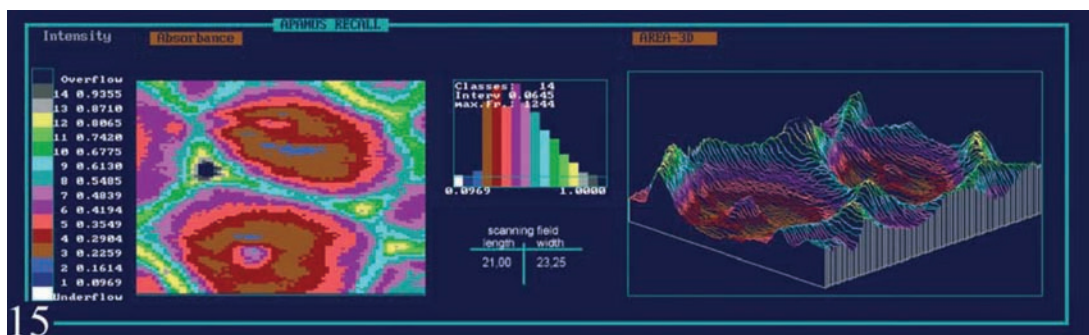 APAMOS RECALL
Intensity
Absorbance
AREA-3D
Overflow
14 0.9355
13 0.8710
12 0.8065
11 0.7420
10 0.6775
9 0.6130
8 0.5485
7 0.4839
6 0.4194
5 0.3549
4 0.2904
3 0.2259
2 0.1614
1 0.0969
Underflow
Classes: 14
Interv 0.0645
max.Fr.: 1244
0.0969 1.0000
scanning field
length width
21,00 23,25
15